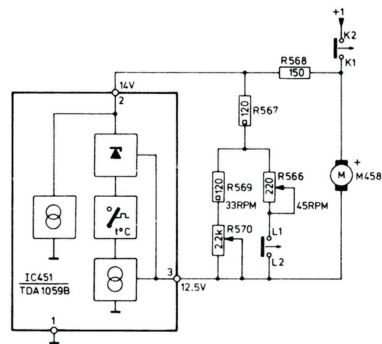 +1
K2
K1
R568
150
14V
2
R567
120
+
M
M458
120
R569
33RPM
220
R566
45RPM
2.2k
R570
L1
L2
t°C
3
12.5V
IC451
TDA1059B
1